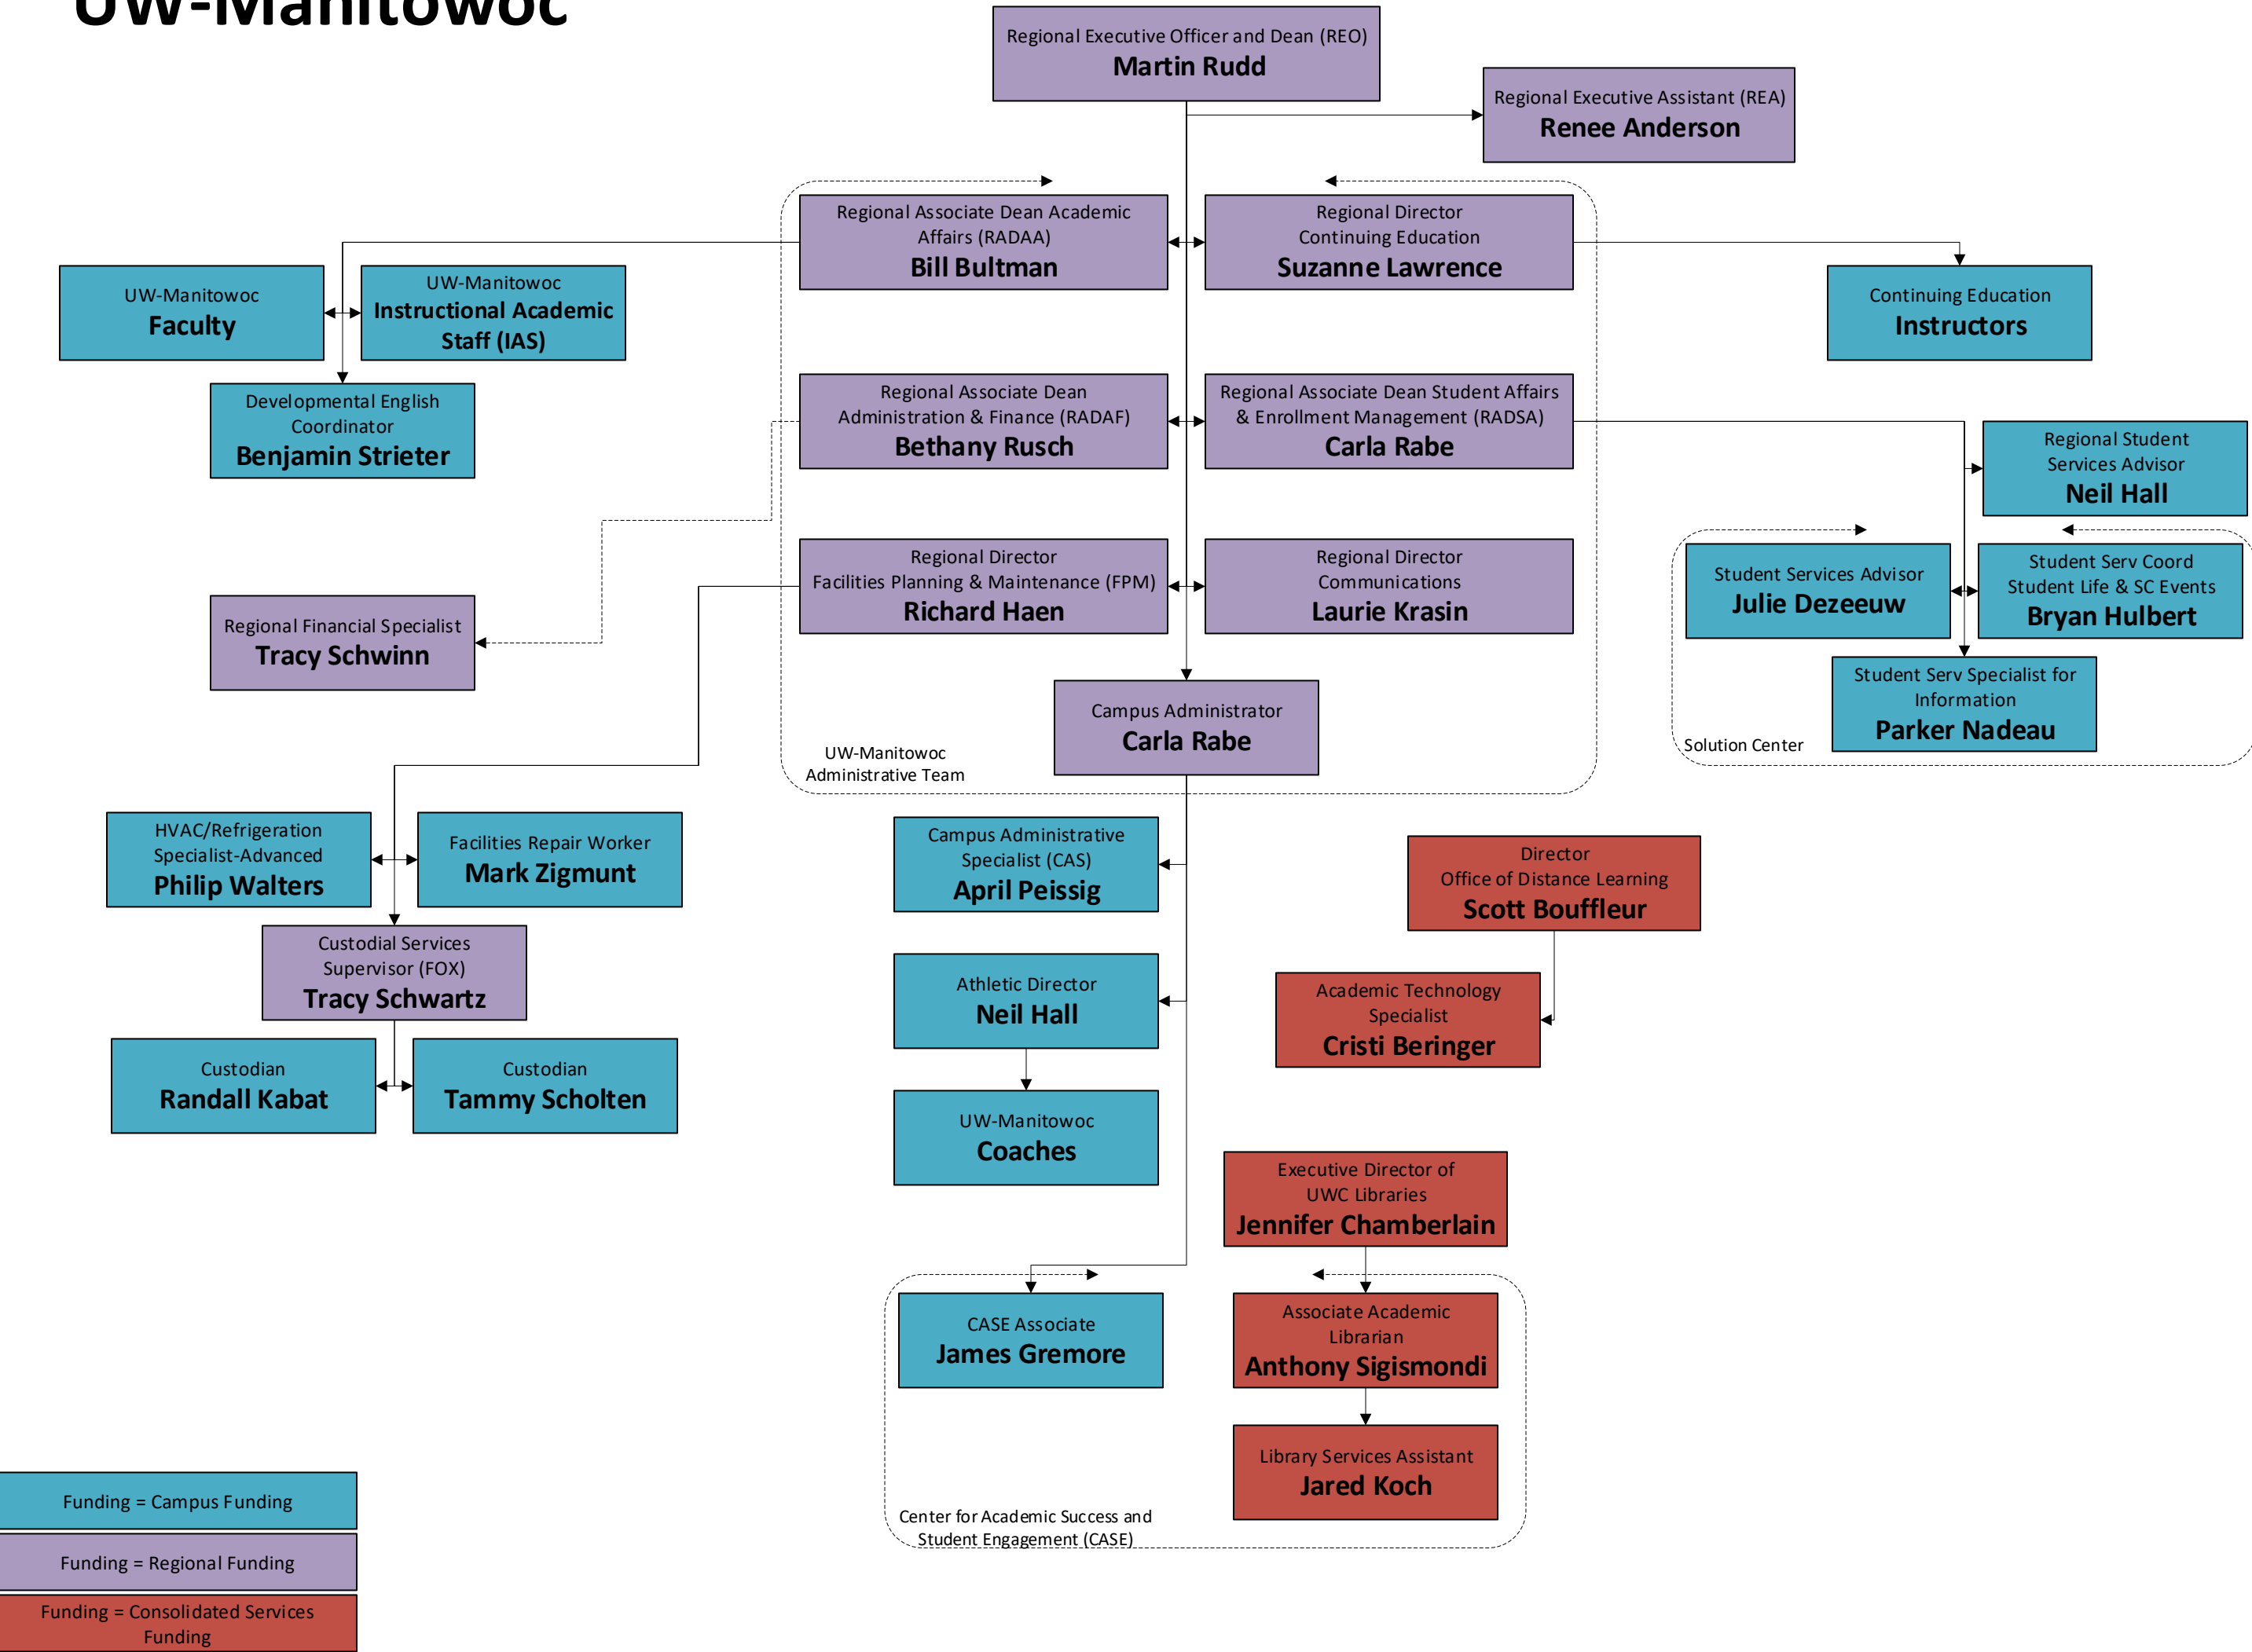 UW-Manitowoc
Regional Executive Officer and Dean (REO)
Martin Rudd
Regional Executive Assistant (REA)
Renee Anderson
Regional Associate Dean Academic
Affairs (RADAA)
Bill Bultman
Regional Director
Continuing Education
Suzanne Lawrence
UW-Manitowoc
Faculty
UW-Manitowoc
Instructional Academic
Staff (IAS)
Continuing Education
Instructors
Developmental English
Coordinator
Benjamin Strieter
Regional Associate Dean
Administration & Finance (RADAF)
Bethany Rusch
Regional Associate Dean Student Affairs
& Enrollment Management (RADSA)
Carla Rabe
Regional Student
Services Advisor
Neil Hall
Regional Director
Facilities Planning & Maintenance (FPM)
Richard Haen
Regional Director
Communications
Laurie Krasin
Student Services Advisor
Julie Dezeeuw
Student Serv Coord
Student Life & SC Events
Bryan Hulbert
Regional Financial Specialist
Tracy Schwinn
Student Serv Specialist for
Information
Parker Nadeau
Solution Center
Campus Administrator
Carla Rabe
UW-Manitowoc
Administrative Team
HVAC/Refrigeration
Specialist-Advanced
Philip Walters
Facilities Repair Worker
Mark Zigmunt
Campus Administrative
Specialist (CAS)
April Peissig
Director
Office of Distance Learning
Scott Bouffleur
Custodial Services
Supervisor (FOX)
Tracy Schwartz
Athletic Director
Neil Hall
Academic Technology
Specialist
Cristi Beringer
Custodian
Randall Kabat
Custodian
Tammy Scholten
UW-Manitowoc
Coaches
Executive Director of
UWC Libraries
Jennifer Chamberlain
CASE Associate
James Gremore
Associate Academic
Librarian
Anthony Sigismondi
Library Services Assistant
Jared Koch
Center for Academic Success and
Student Engagement (CASE)
Funding = Campus Funding
Funding = Regional Funding
Funding = Consolidated Services
Funding